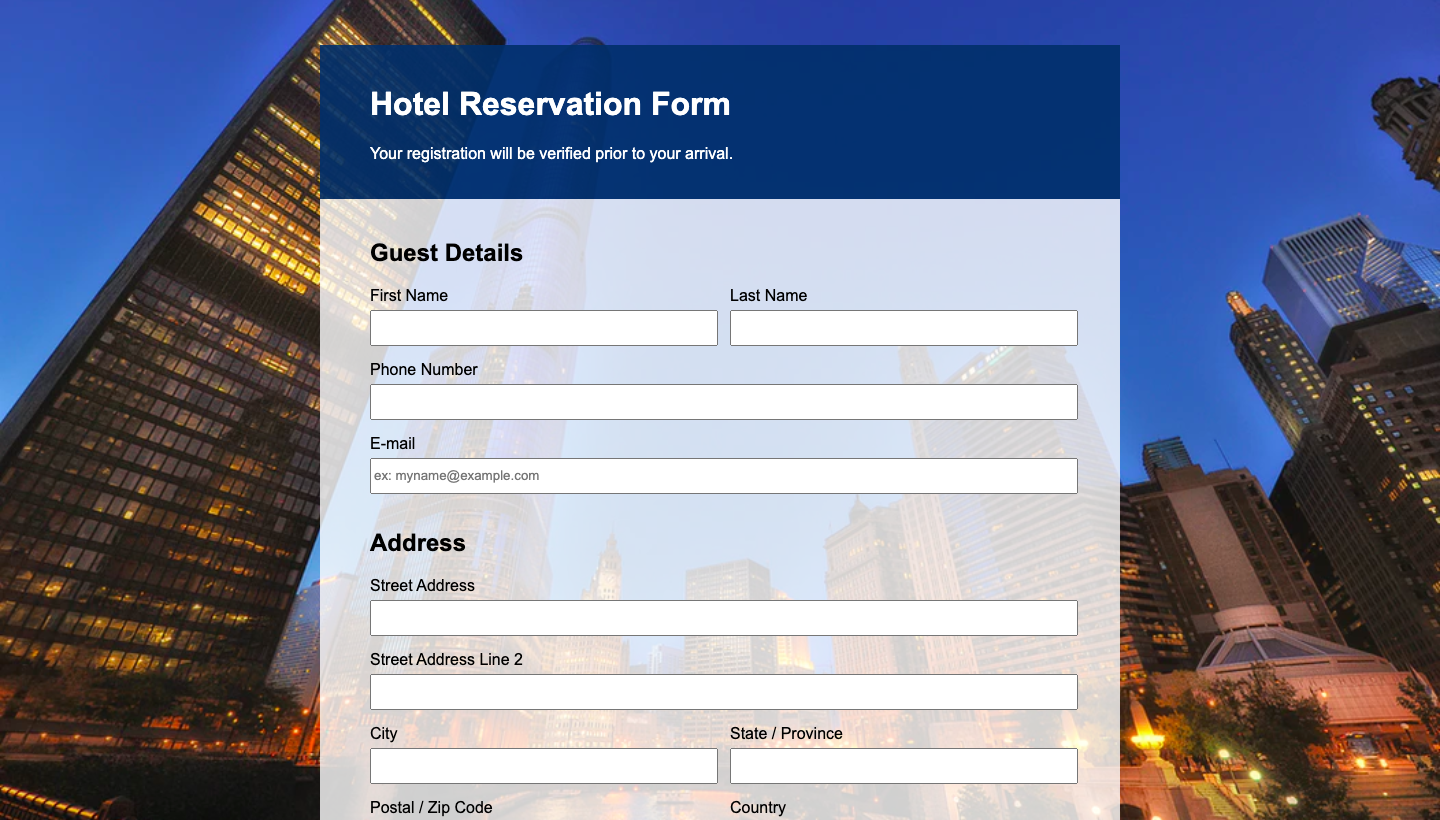 Hotel Reservation Form
Your registration will be verified prior to your arrival.
Guest Details
First Name Last Name
Phone Number
E-mail
ex: myname@example.com
Address
Street Address
Street Address Line 2
City State / Province
Postal / Zip Code Country